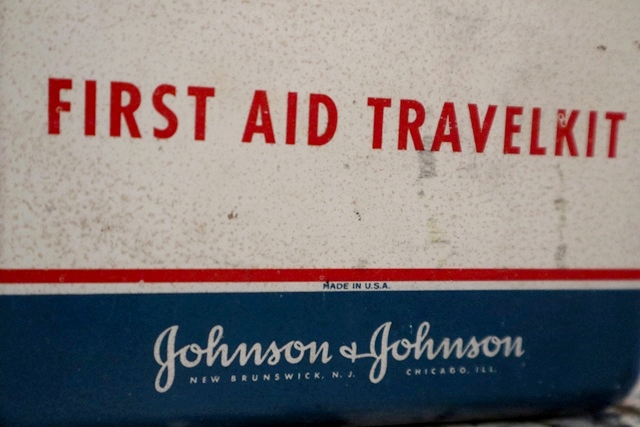 FIRST AID TRAVELKIT
MADE IN U.S.A.
Johnson & Johnson
NEW BRUNSWICK, N. J. CHICAGO, ILL.